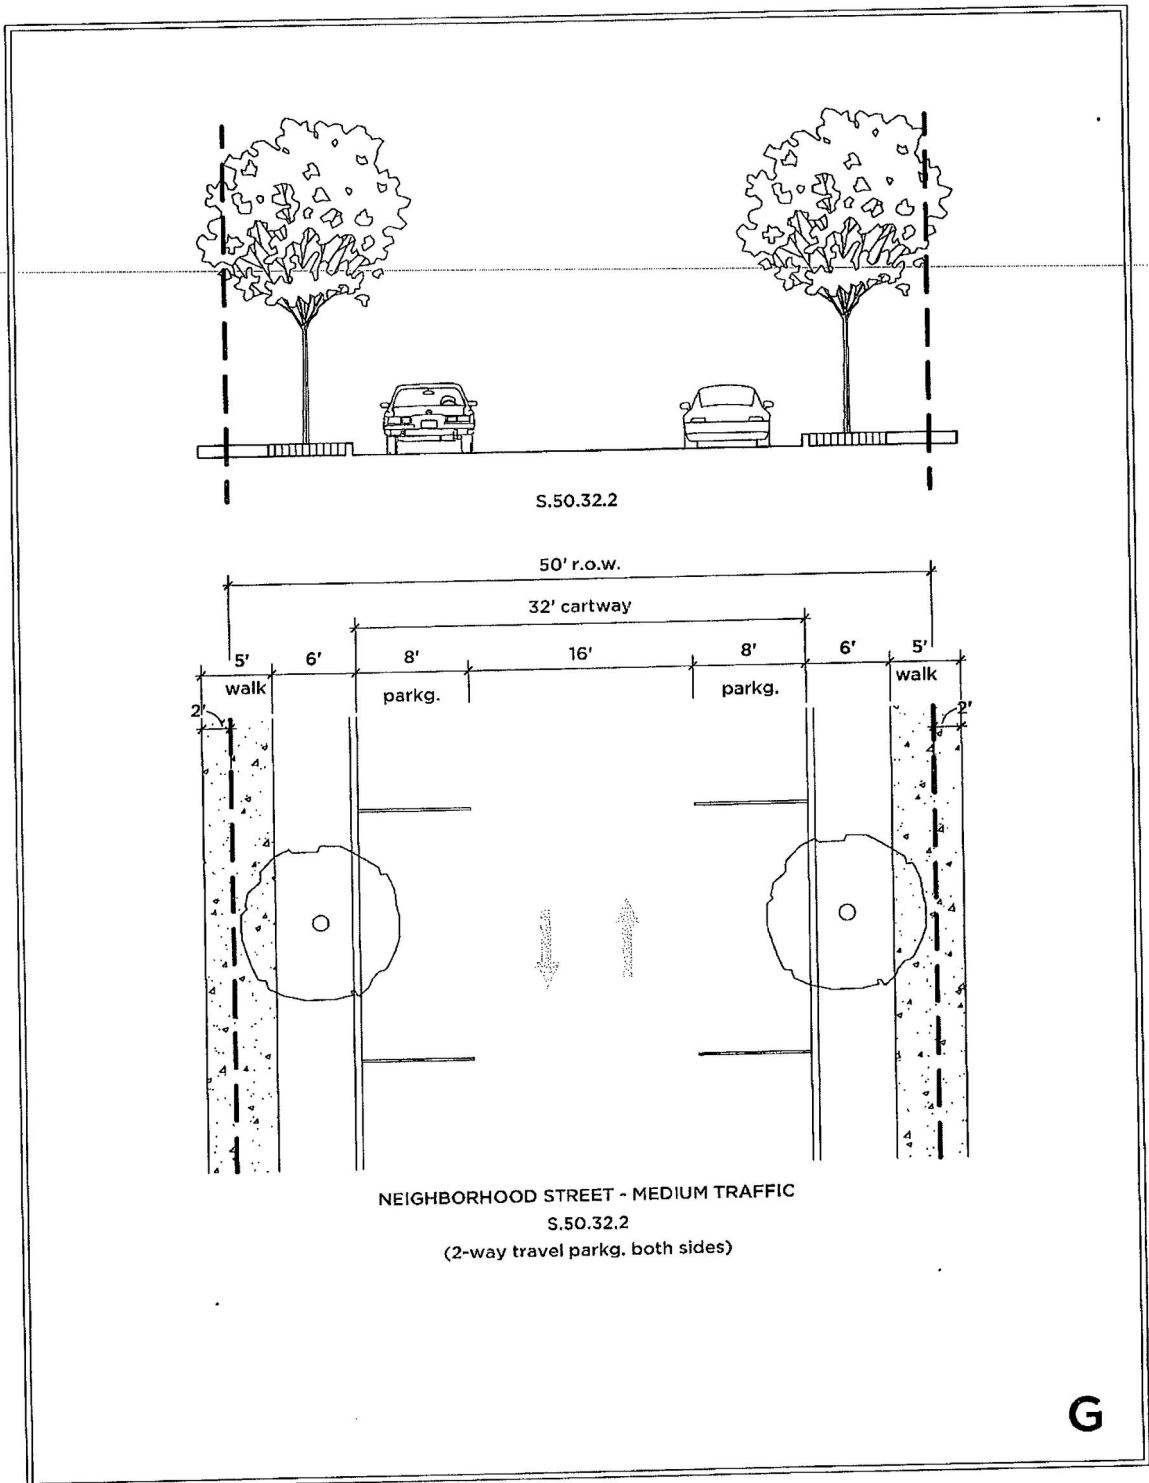 S.50.32.2
50' r.o.w.
32' cartway
5' 6' 8' 16' 8' 6' 5'
walk parkg. parkg. walk
2' 2'
NEIGHBORHOOD STREET - MEDIUM TRAFFIC
S.50.32.2
(2-way travel parkg. both sides)
G